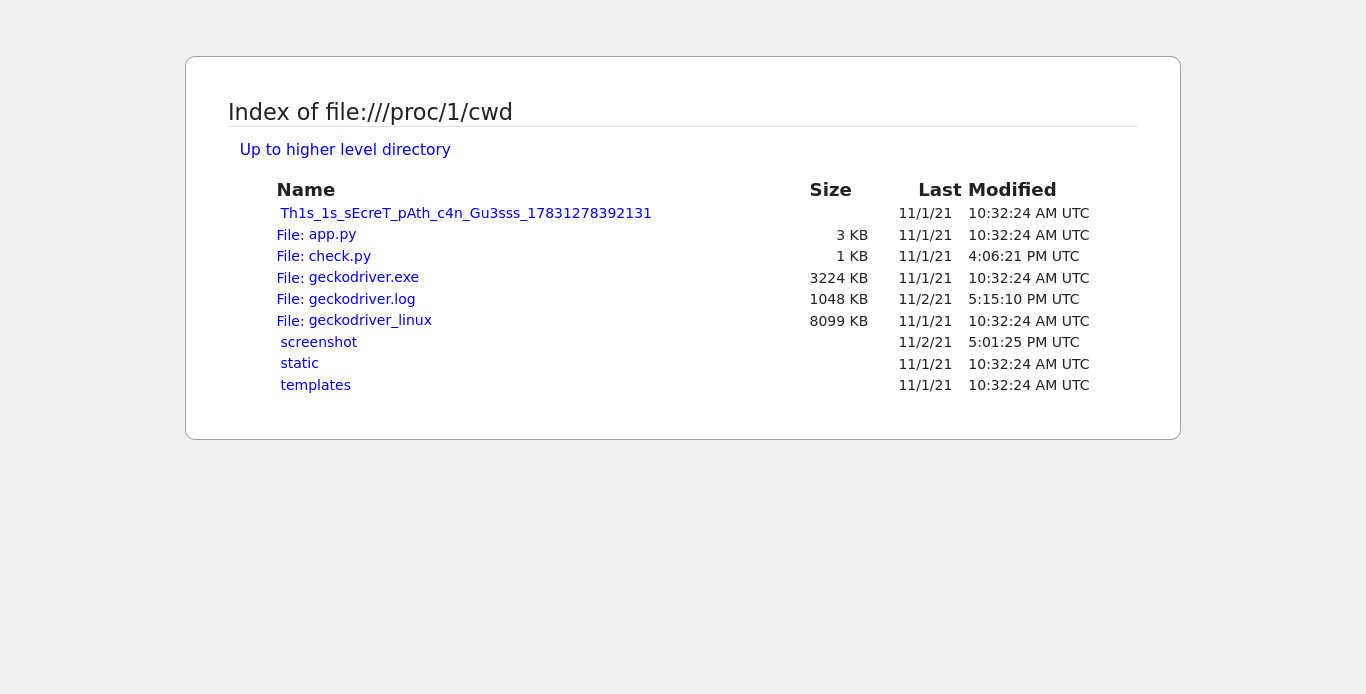 Index of file:///proc/1/cwd
Up to higher level directory
Name Size Last Modified
Th1s_1s_sEcreT_pAth_c4n_Gu3sss_17831278392131 11/1/21 10:32:24 AM UTC
File: app.py 3 KB 11/1/21 10:32:24 AM UTC
File: check.py 1 KB 11/1/21 4:06:21 PM UTC
File: geckodriver.exe 3224 KB 11/1/21 10:32:24 AM UTC
File: geckodriver.log 1048 KB 11/2/21 5:15:10 PM UTC
File: geckodriver_linux 8099 KB 11/1/21 10:32:24 AM UTC
screenshot 11/2/21 5:01:25 PM UTC
static 11/1/21 10:32:24 AM UTC
templates 11/1/21 10:32:24 AM UTC